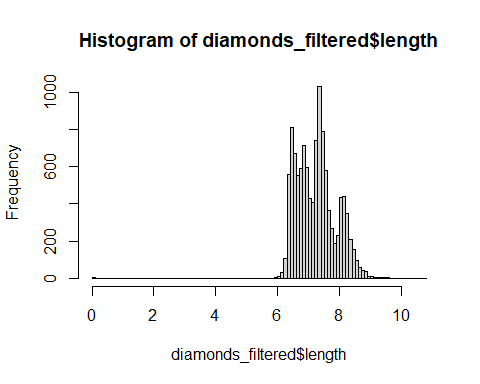 Histogram of diamonds_filtered$length
Frequency
1000
600
200
0
0 2 4 6 8 10
diamonds_filtered$length